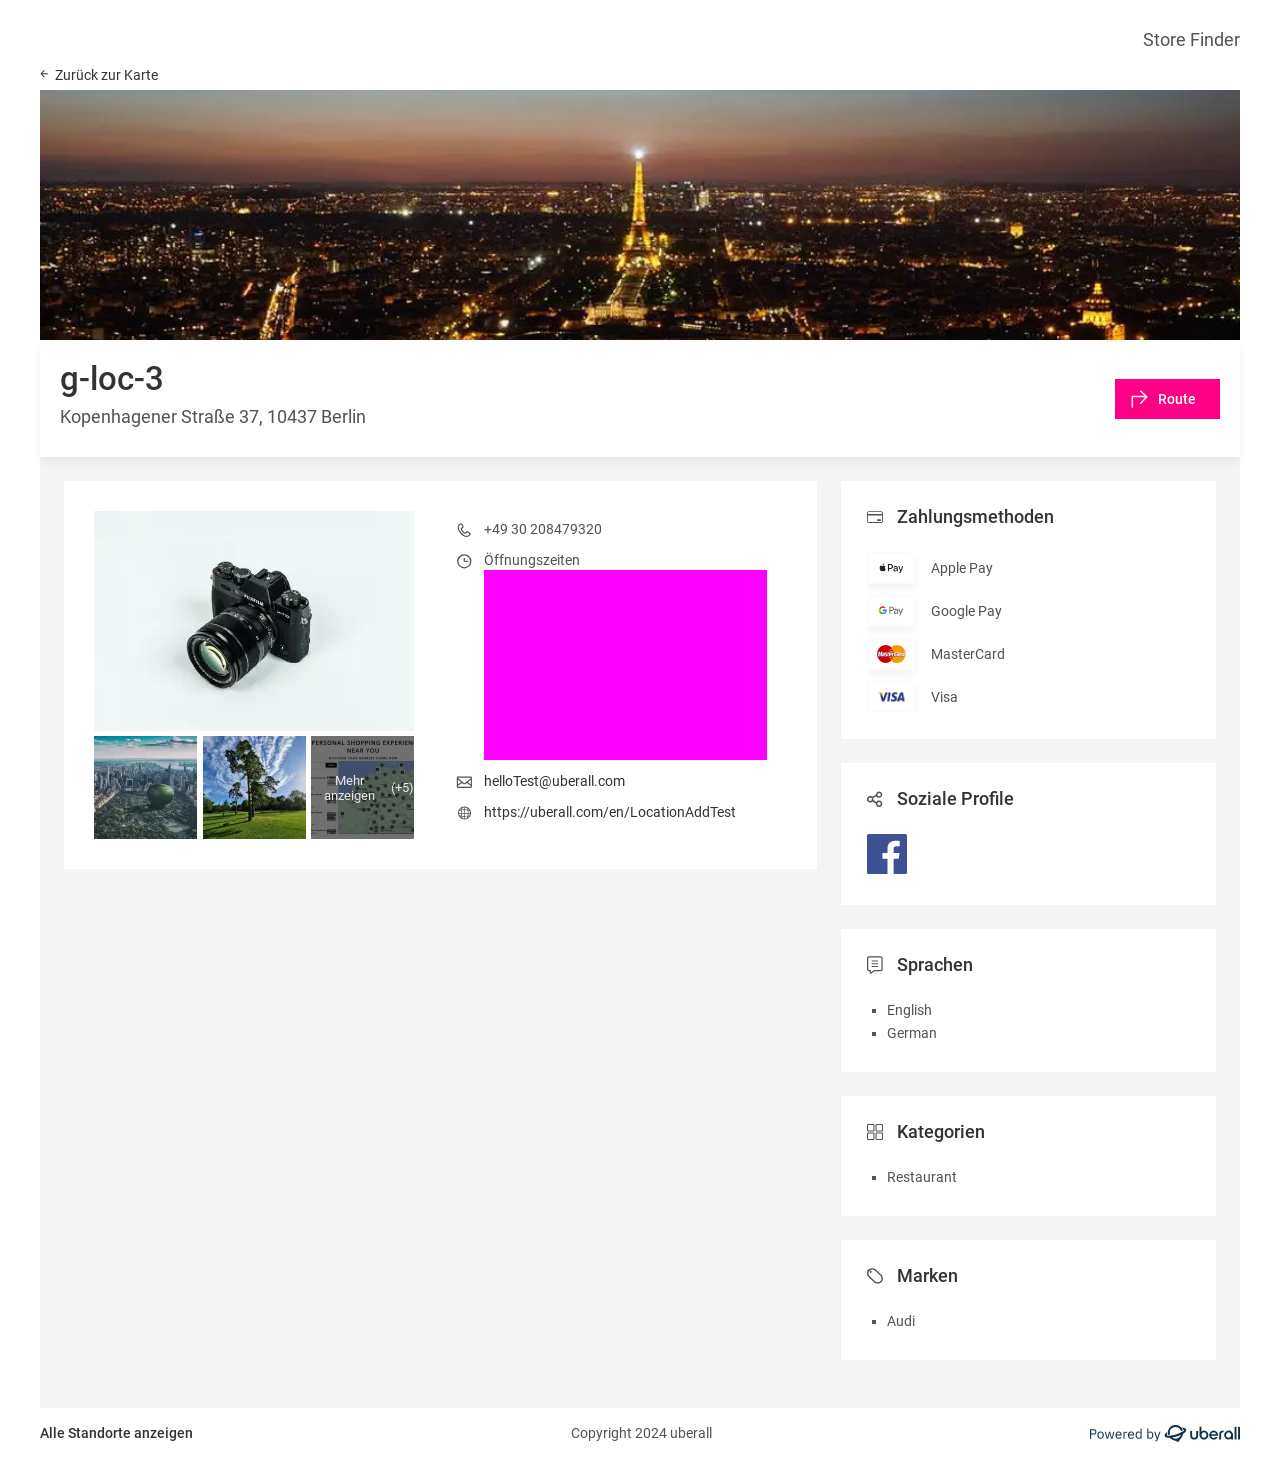 Store Finder
Zurück zur Karte
g-loc-3
Kopenhagener Straße 37, 10437 Berlin
Route
+49 30 208479320
Öffnungszeiten
FUJIFILM
PERSONAL SHOPPING EXPERIEN
NEAR YOU
Mehr anzeigen
(+5)
helloTest@uberall.com
https://uberall.com/en/LocationAddTest
Zahlungsmethoden
Pay
Apple Pay
G Pay
Google Pay
MasterCard
MasterCard
VISA
Visa
Soziale Profile
f
Sprachen
English
German
Kategorien
Restaurant
Marken
Audi
Alle Standorte anzeigen
Copyright 2024 uberall
Powered by uberall